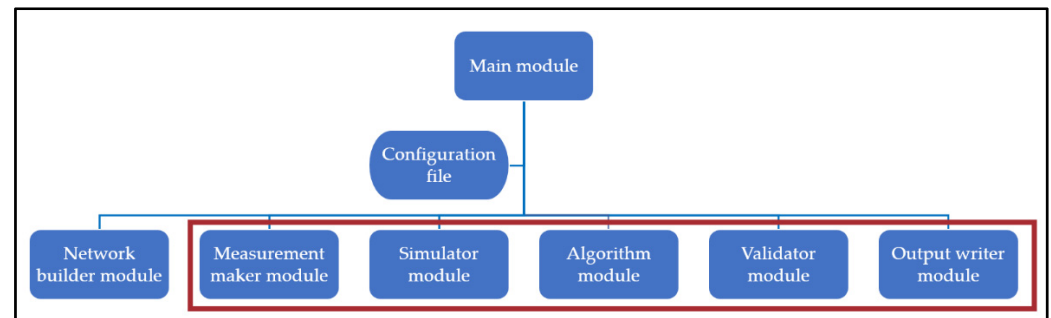 Main module
Configuration
file
Network
builder module
Measurement
maker module
Simulator
module
Algorithm
module
Validator
module
Output writer
module